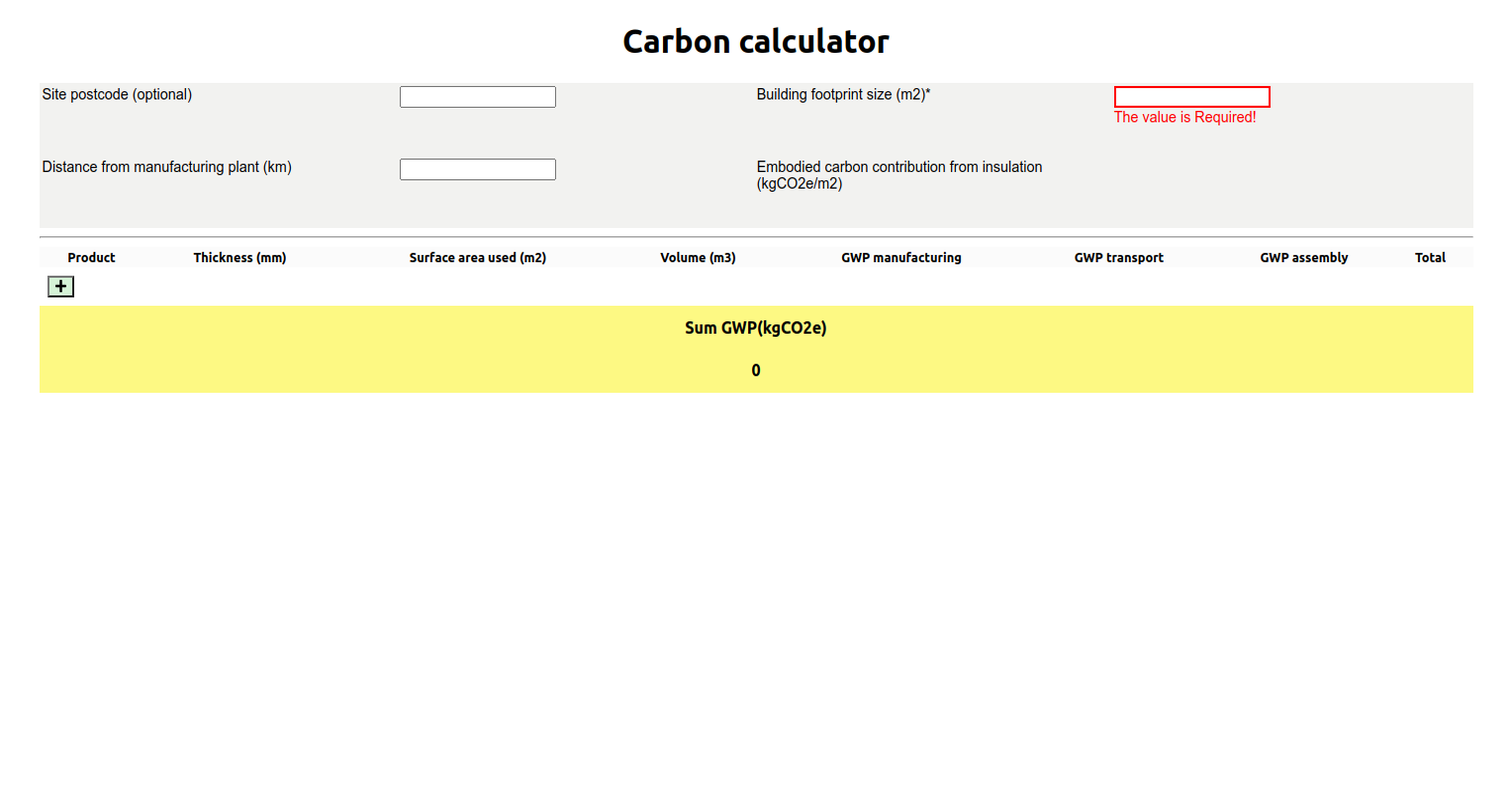 Carbon calculator
Site postcode (optional)
Building footprint size (m2)*
The value is Required!
Distance from manufacturing plant (km)
Embodied carbon contribution from insulation
(kgCO2e/m2)
Product Thickness (mm) Surface area used (m2) Volume (m3) GWP manufacturing GWP transport GWP assembly Total
+
Sum GWP(kgCO2e)
0